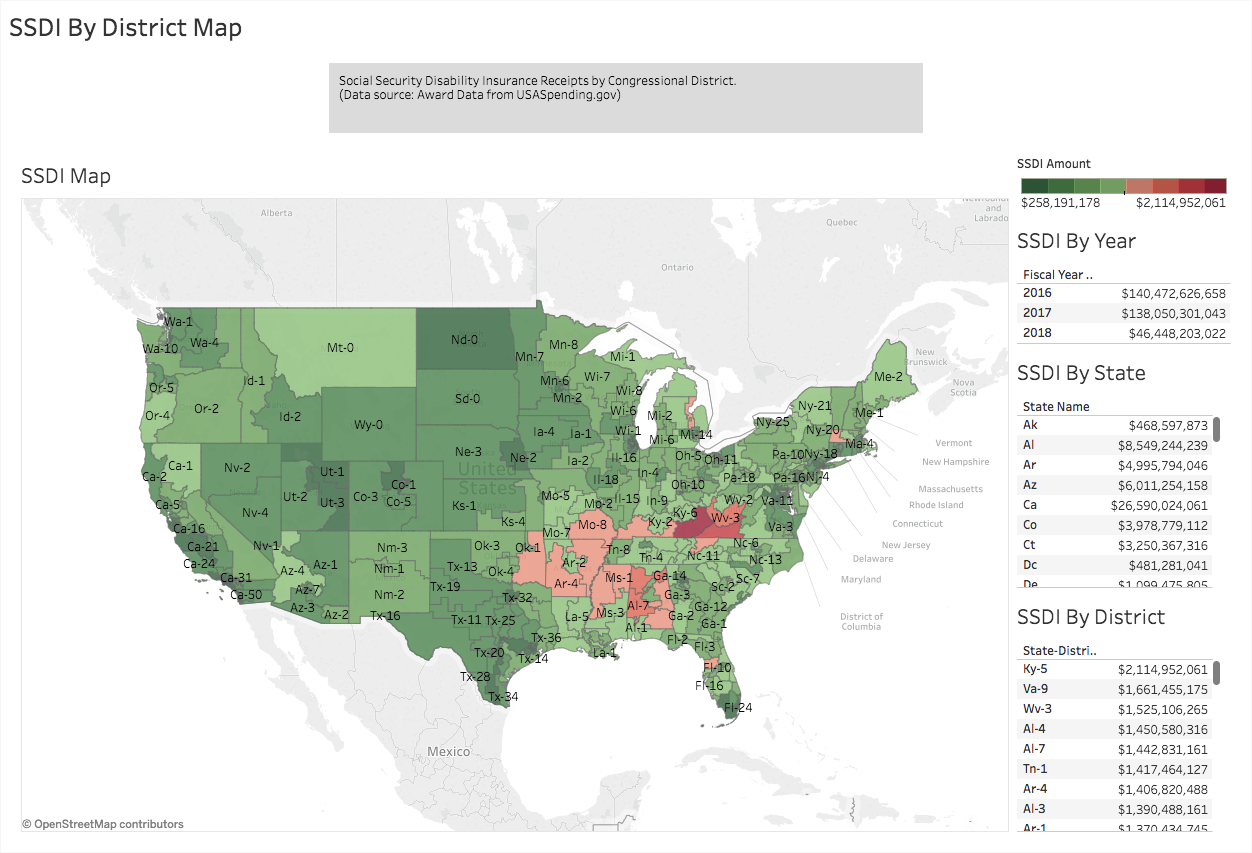 SSDI By District Map
Social Security Disability Insurance Receipts by Congressional District.
(Data source: Award Data from USASpending.gov)
SSDI Map
SSDI Amount
$258,191,178 $2,114,952,061
SSDI By Year
Fiscal Year ..
2016 $140,472,626,658
2017 $138,050,301,043
2018 $46,448,203,022
SSDI By State
State Name
Ak $468,597,873
Al $8,549,244,239
Ar $4,995,794,046
Az $6,011,254,158
Ca $26,590,024,061
Co $3,978,779,112
Ct $3,250,367,316
Dc $481,281,041
De $1,099,475,805
SSDI By District
State-Distri..
Ky-5 $2,114,952,061
Va-9 $1,661,455,175
Wv-3 $1,525,106,265
Al-4 $1,450,580,316
Al-7 $1,442,831,161
Tn-1 $1,417,464,127
Ar-4 $1,406,820,488
Al-3 $1,390,488,161
Ar-1 $1,370,434,745
Alberta
Ontario
Quebec
Newfoundland
and
Labrado
New
Brunswick
Nova
Scotia
Vermont
New Hampshire
Massachusetts
Rhode Island
Connecticut
New Jersey
Delaware
Maryland
District of
Columbia
United
States
Mexico
Wa-1
Wa-10
Wa-4
Or-5
Or-4
Or-2
Id-1
Id-2
Mt-0
Wy-0
Nd-0
Sd-0
Ne-3
Ne-2
Mn-7
Mn-8
Mn-6
Mn-2
Ia-4
Ia-1
Ia-2
Wi-7
Wi-8
Wi-6
Wi-1
Mi-1
Mi-2
Mi-6
Mi-14
Ca-1
Ca-2
Ca-5
Ca-16
Ca-21
Ca-24
Ca-31
Ca-50
Nv-2
Nv-4
Nv-1
Ut-1
Ut-2
Ut-3
Co-3
Co-1
Co-5
Ks-1
Ks-4
Az-4
Az-1
Az-7
Az-3
Az-2
Nm-3
Nm-1
Nm-2
Tx-16
Tx-13
Tx-19
Tx-32
Tx-11
Tx-25
Tx-36
Tx-20
Tx-14
Tx-28
Tx-34
Ok-3
Ok-1
Ok-4
Mo-5
Mo-2
Mo-7
Mo-8
Ar-2
Ar-4
La-5
La-1
Ms-1
Ms-3
Al-7
Al-1
Il-16
Il-18
Il-15
In-4
In-9
Oh-5
Oh-11
Oh-10
Ky-2
Ky-6
Wv-2
Wv-3
Tn-8
Tn-4
Nc-11
Nc-6
Nc-13
Sc-7
Sc-2
Ga-14
Ga-3
Ga-12
Ga-2
Ga-1
Fl-2
Fl-3
Fl-10
Fl-16
Fl-24
Va-11
Va-3
Pa-10
Pa-18
Pa-16
Nj-4
Ny-21
Ny-25
Ny-20
Ny-18
Ma-4
Me-1
Me-2
© OpenStreetMap contributors